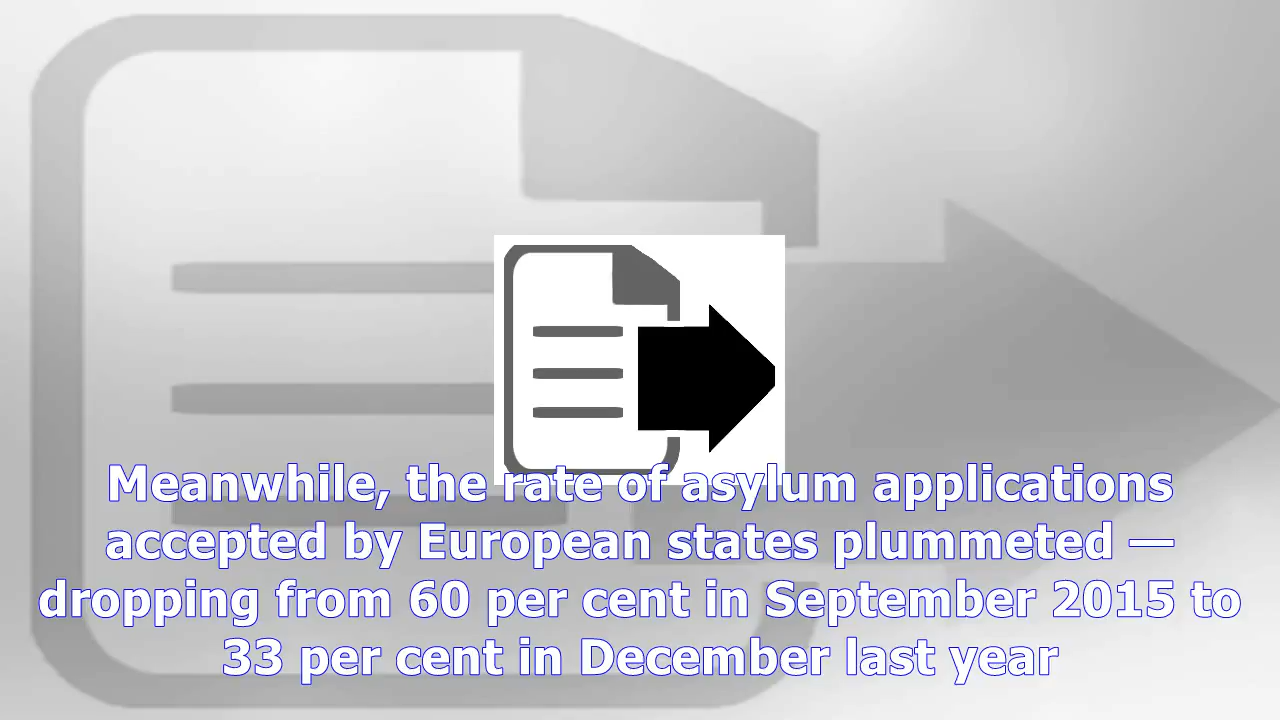 Meanwhile, the rate of asylum applications
accepted by European states plummeted —
dropping from 60 per cent in September 2015 to
33 per cent in December last year